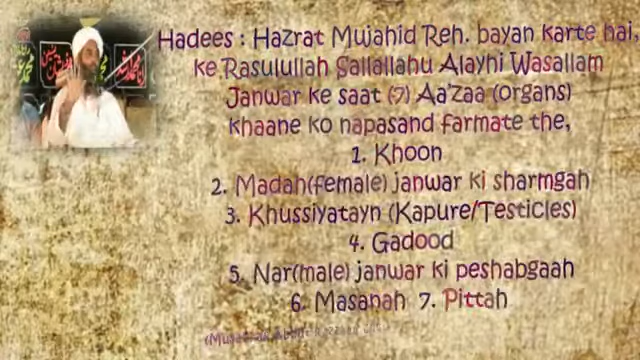 Hadees : Hazrat Mujahid Reh. bayan karte hai,
ke Rasulullah Sallallahu Alayhi Wasallam
Janwar ke saat (7) Aa'zaa (organs)
khaane ko napasand farmate the,
1. Khoon
2. Madah(female) janwar ki sharmgah
3. Khussiyatayn (Kapure/Testicles)
4. Gadood
5. Nar(male) janwar ki peshabgaah
6. Masanah 7. Pittah